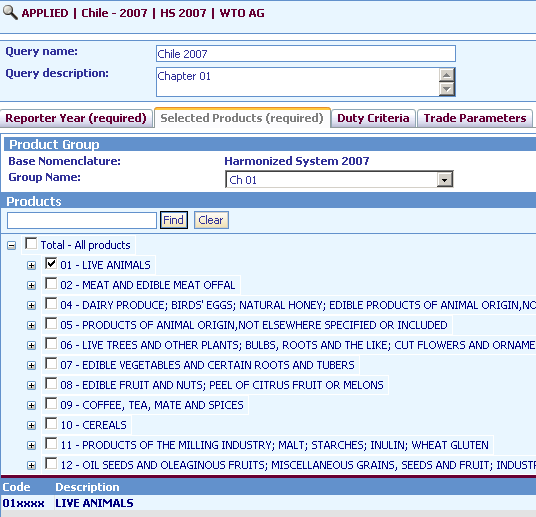 APPLIED | Chile - 2007 | HS 2007 | WTO AG
Query name: Chile 2007
Query description: Chapter 01
Reporter Year (required) Selected Products (required) Duty Criteria Trade Parameters
Product Group
Base Nomenclature: Harmonized System 2007
Group Name: Ch 01
Products
Find Clear
Total - All products
01 - LIVE ANIMALS
02 - MEAT AND EDIBLE MEAT OFFAL
04 - DAIRY PRODUCE; BIRDS' EGGS; NATURAL HONEY; EDIBLE PRODUCTS OF ANIMAL ORIGIN,NO
05 - PRODUCTS OF ANIMAL ORIGIN,NOT ELSEWHERE SPECIFIED OR INCLUDED
06 - LIVE TREES AND OTHER PLANTS; BULBS, ROOTS AND THE LIKE; CUT FLOWERS AND ORNAME
07 - EDIBLE VEGETABLES AND CERTAIN ROOTS AND TUBERS
08 - EDIBLE FRUIT AND NUTS; PEEL OF CITRUS FRUIT OR MELONS
09 - COFFEE, TEA, MATE AND SPICES
10 - CEREALS
11 - PRODUCTS OF THE MILLING INDUSTRY; MALT; STARCHES; INULIN; WHEAT GLUTEN
12 - OIL SEEDS AND OLEAGINOUS FRUITS; MISCELLANEOUS GRAINS, SEEDS AND FRUIT; INDUST
Code Description
01xxxx LIVE ANIMALS